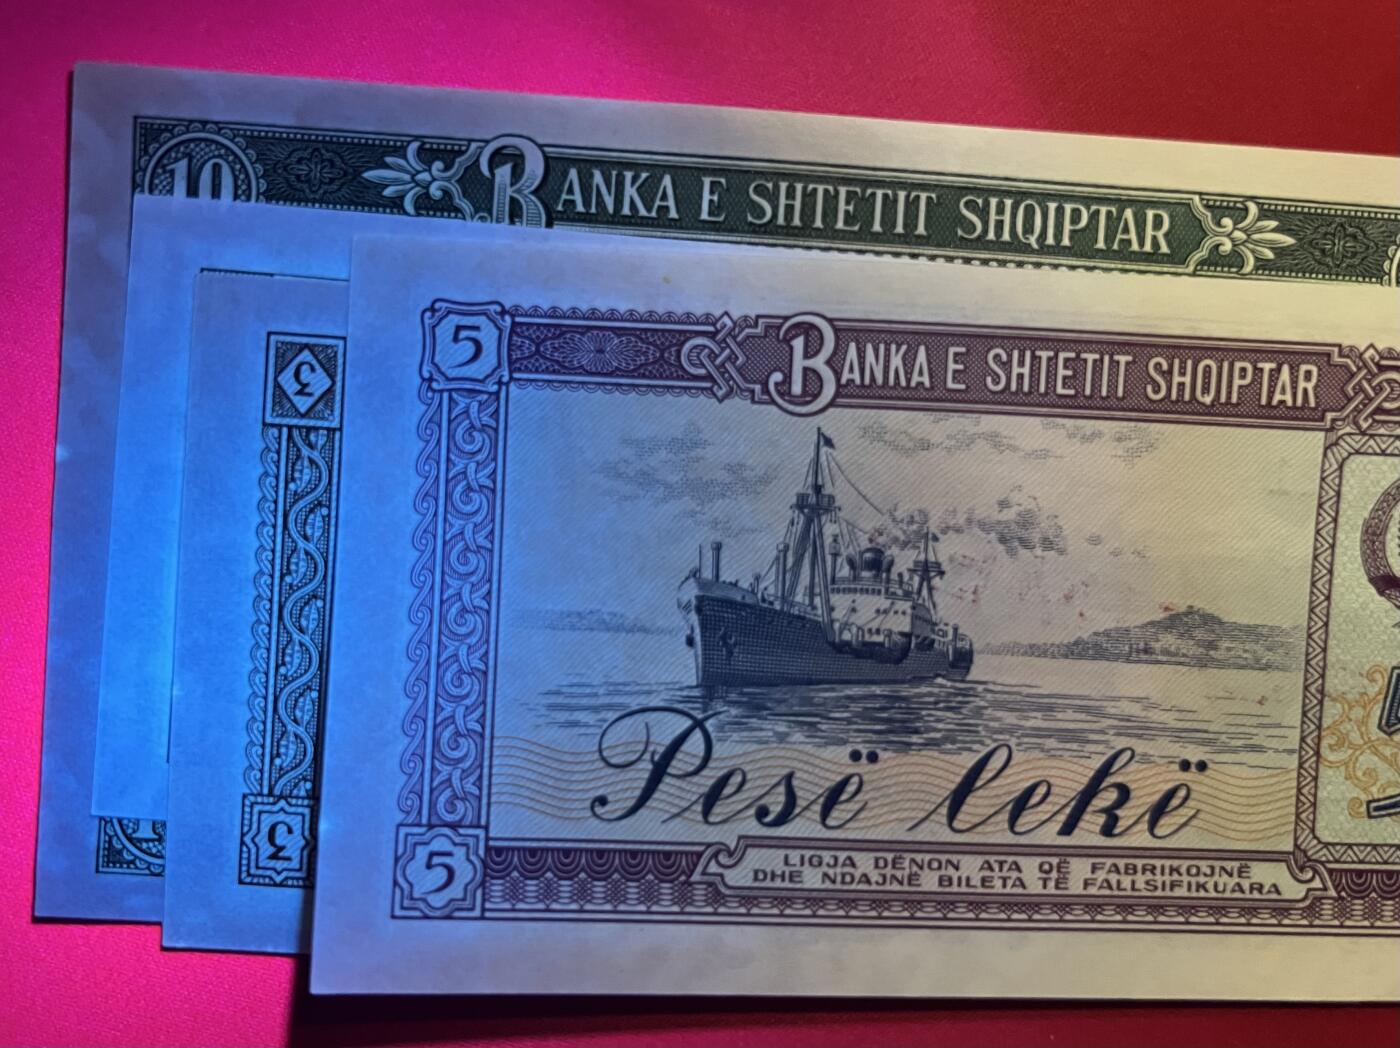 10
BANKA E SHTETIT SHQIPTAR
3
3
5
BANKA E SHTETIT SHQIPTAR
Pesë lekë
5
LIGJA DËNON ATA QË FABRIKOJNË
DHE NDAJNË BILETA TË FALLSIFIKUARA